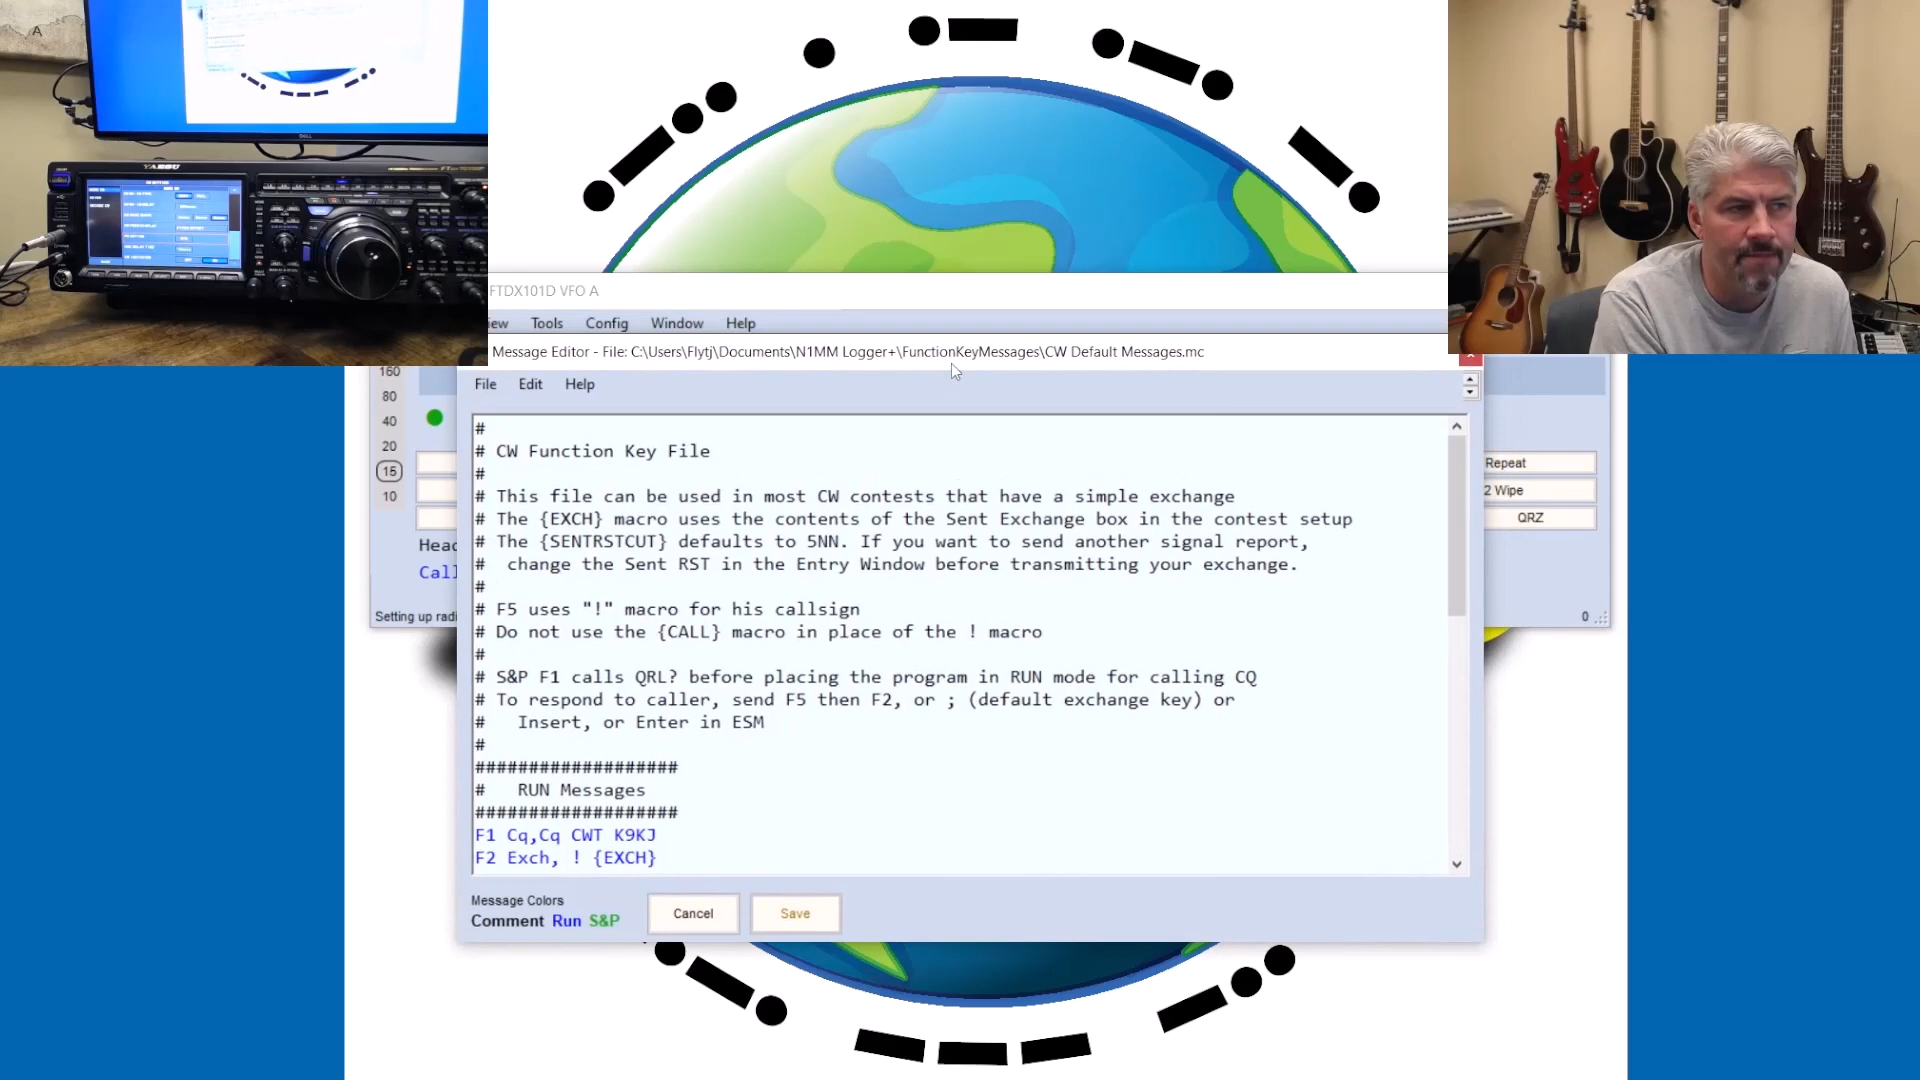 A
DELL
YAESU
FTDX101D VFO A
iew Tools Config Window Help
Message Editor - File: C:\Users\Flytj\Documents\N1MM Logger+\FunctionKeyMessages\CW Default Messages.mc
File Edit Help
160
80
40
20
15
10
#
# CW Function Key File
#
# This file can be used in most CW contests that have a simple exchange
# The {EXCH} macro uses the contents of the Sent Exchange box in the contest setup
# The {SENTRSTCUT} defaults to 5NN. If you want to send another signal report,
#  change the Sent RST in the Entry Window before transmitting your exchange.
#
# F5 uses "!" macro for his callsign
# Do not use the {CALL} macro in place of the ! macro
#
# S&P F1 calls QRL? before placing the program in RUN mode for calling CQ
# To respond to caller, send F5 then F2, or ; (default exchange key) or
#   Insert, or Enter in ESM
#
###################
#   RUN Messages
###################
F1 Cq,Cq CWT K9KJ
F2 Exch, ! {EXCH}
Repeat
2 Wipe
QRZ
Head
Call
Setting up radi
0
Message Colors
Comment Run S&P
Cancel
Save